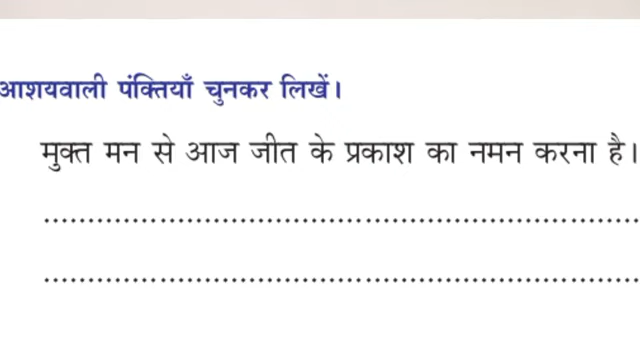 आशयवाली पंक्तियाँ चुनकर लिखें।
मुक्त मन से आज जीत के प्रकाश का नमन करना है।